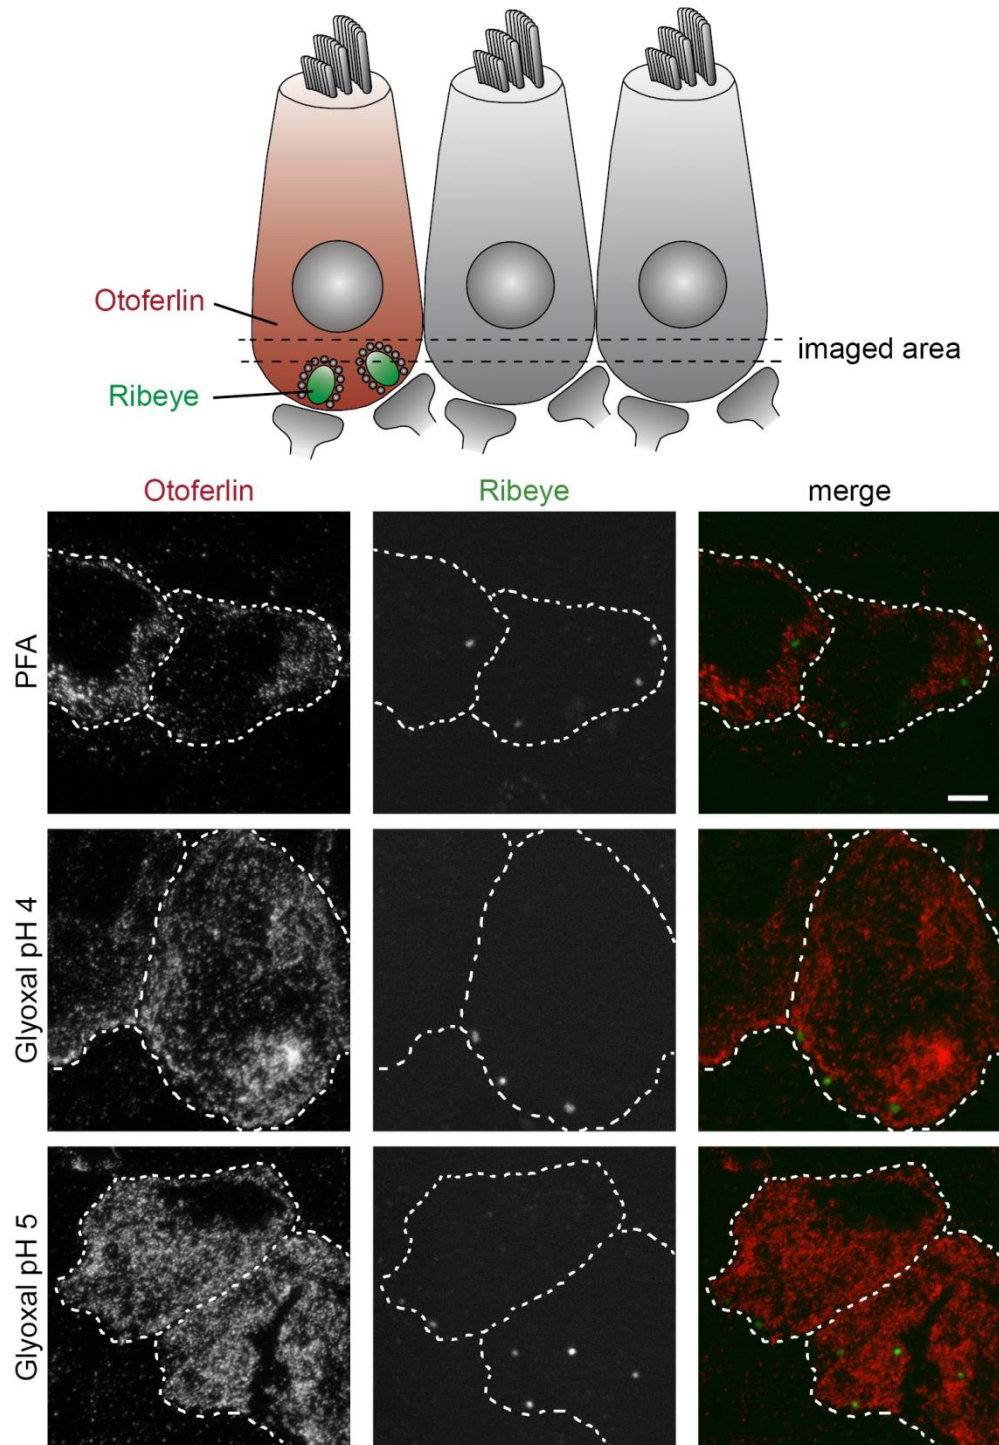 Otoferlin
imaged area
Ribeye
Otoferlin Ribeye merge
PFA
Glyoxal pH 4
Glyoxal pH 5